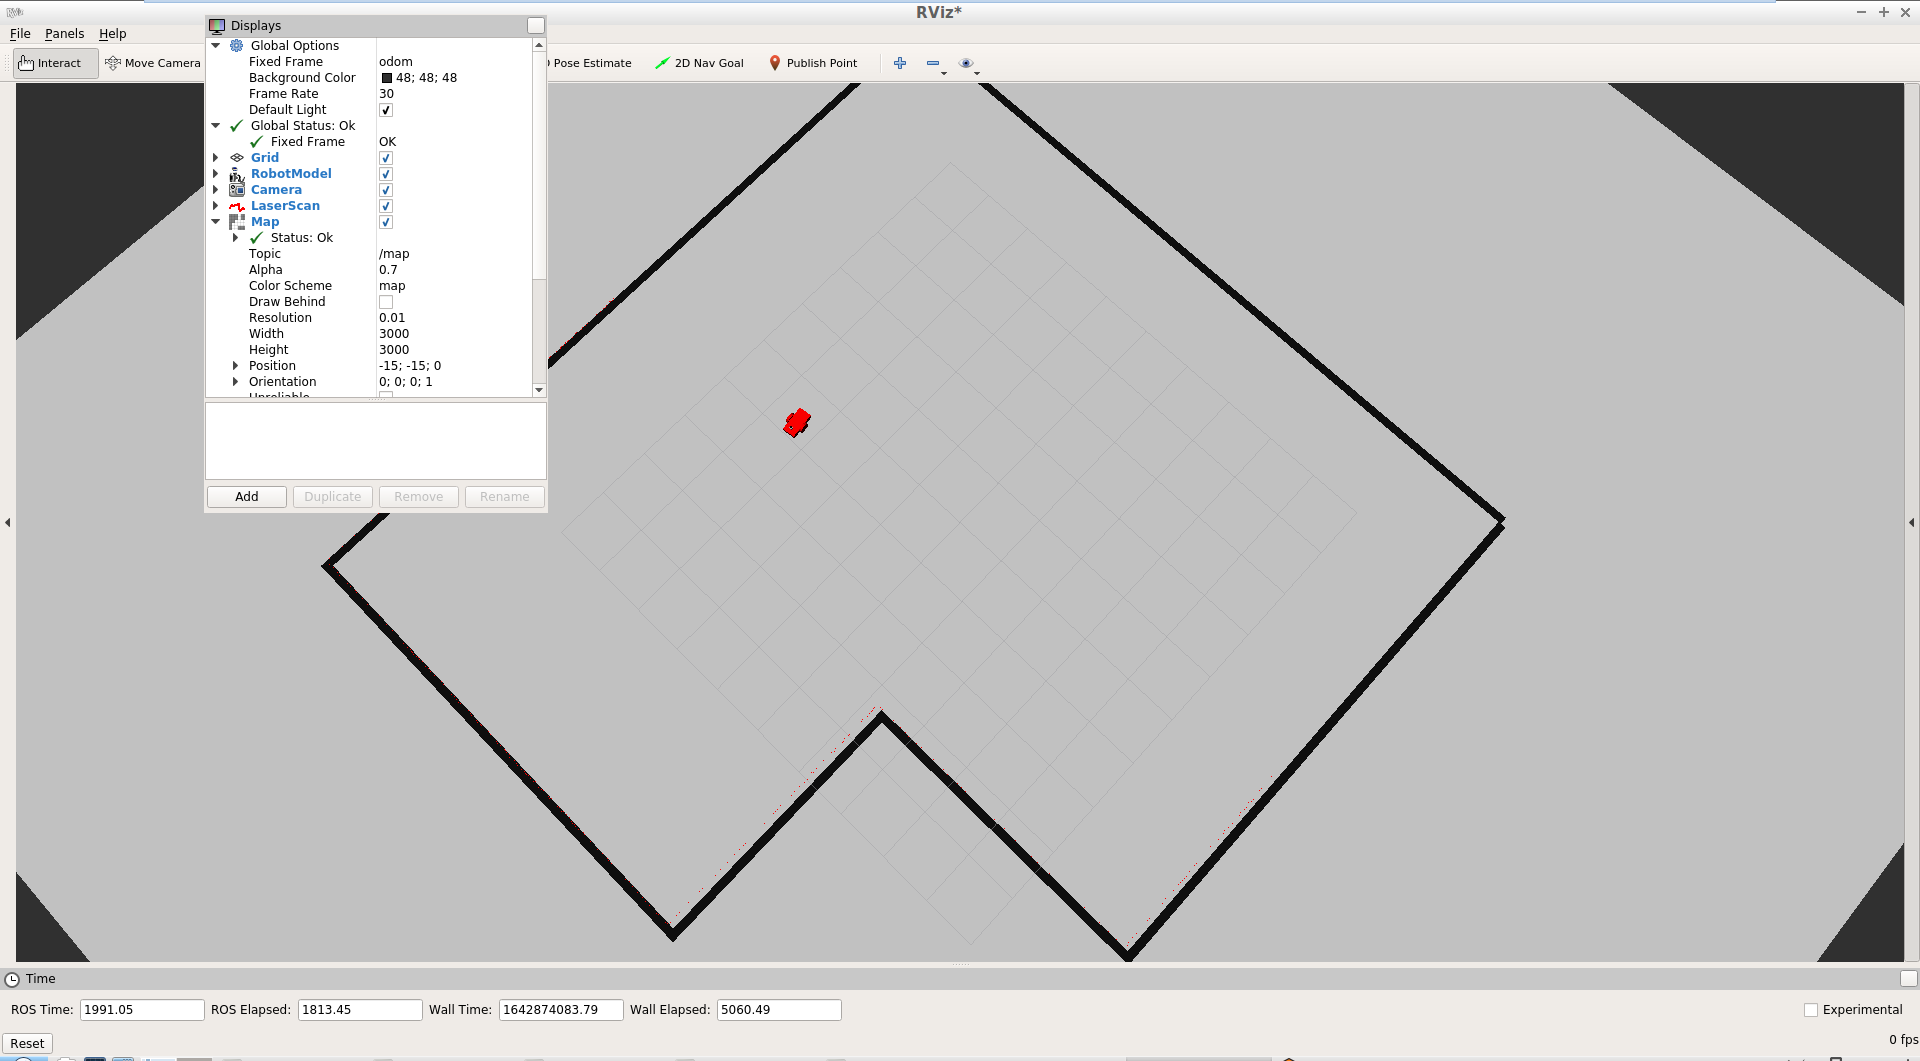 RViz*
File Panels Help
Displays
Interact Move Camera Pose Estimate 2D Nav Goal Publish Point
Global Options
Fixed Frame odom
Background Color 48; 48; 48
Frame Rate 30
Default Light
Global Status: Ok
Fixed Frame OK
Grid
RobotModel
Camera
LaserScan
Map
Status: Ok
Topic /map
Alpha 0.7
Color Scheme map
Draw Behind
Resolution 0.01
Width 3000
Height 3000
Position -15; -15; 0
Orientation 0; 0; 0; 1
Add Duplicate Remove Rename
Time
ROS Time: 1991.05 ROS Elapsed: 1813.45 Wall Time: 1642874083.79 Wall Elapsed: 5060.49 Experimental
Reset 0 fps